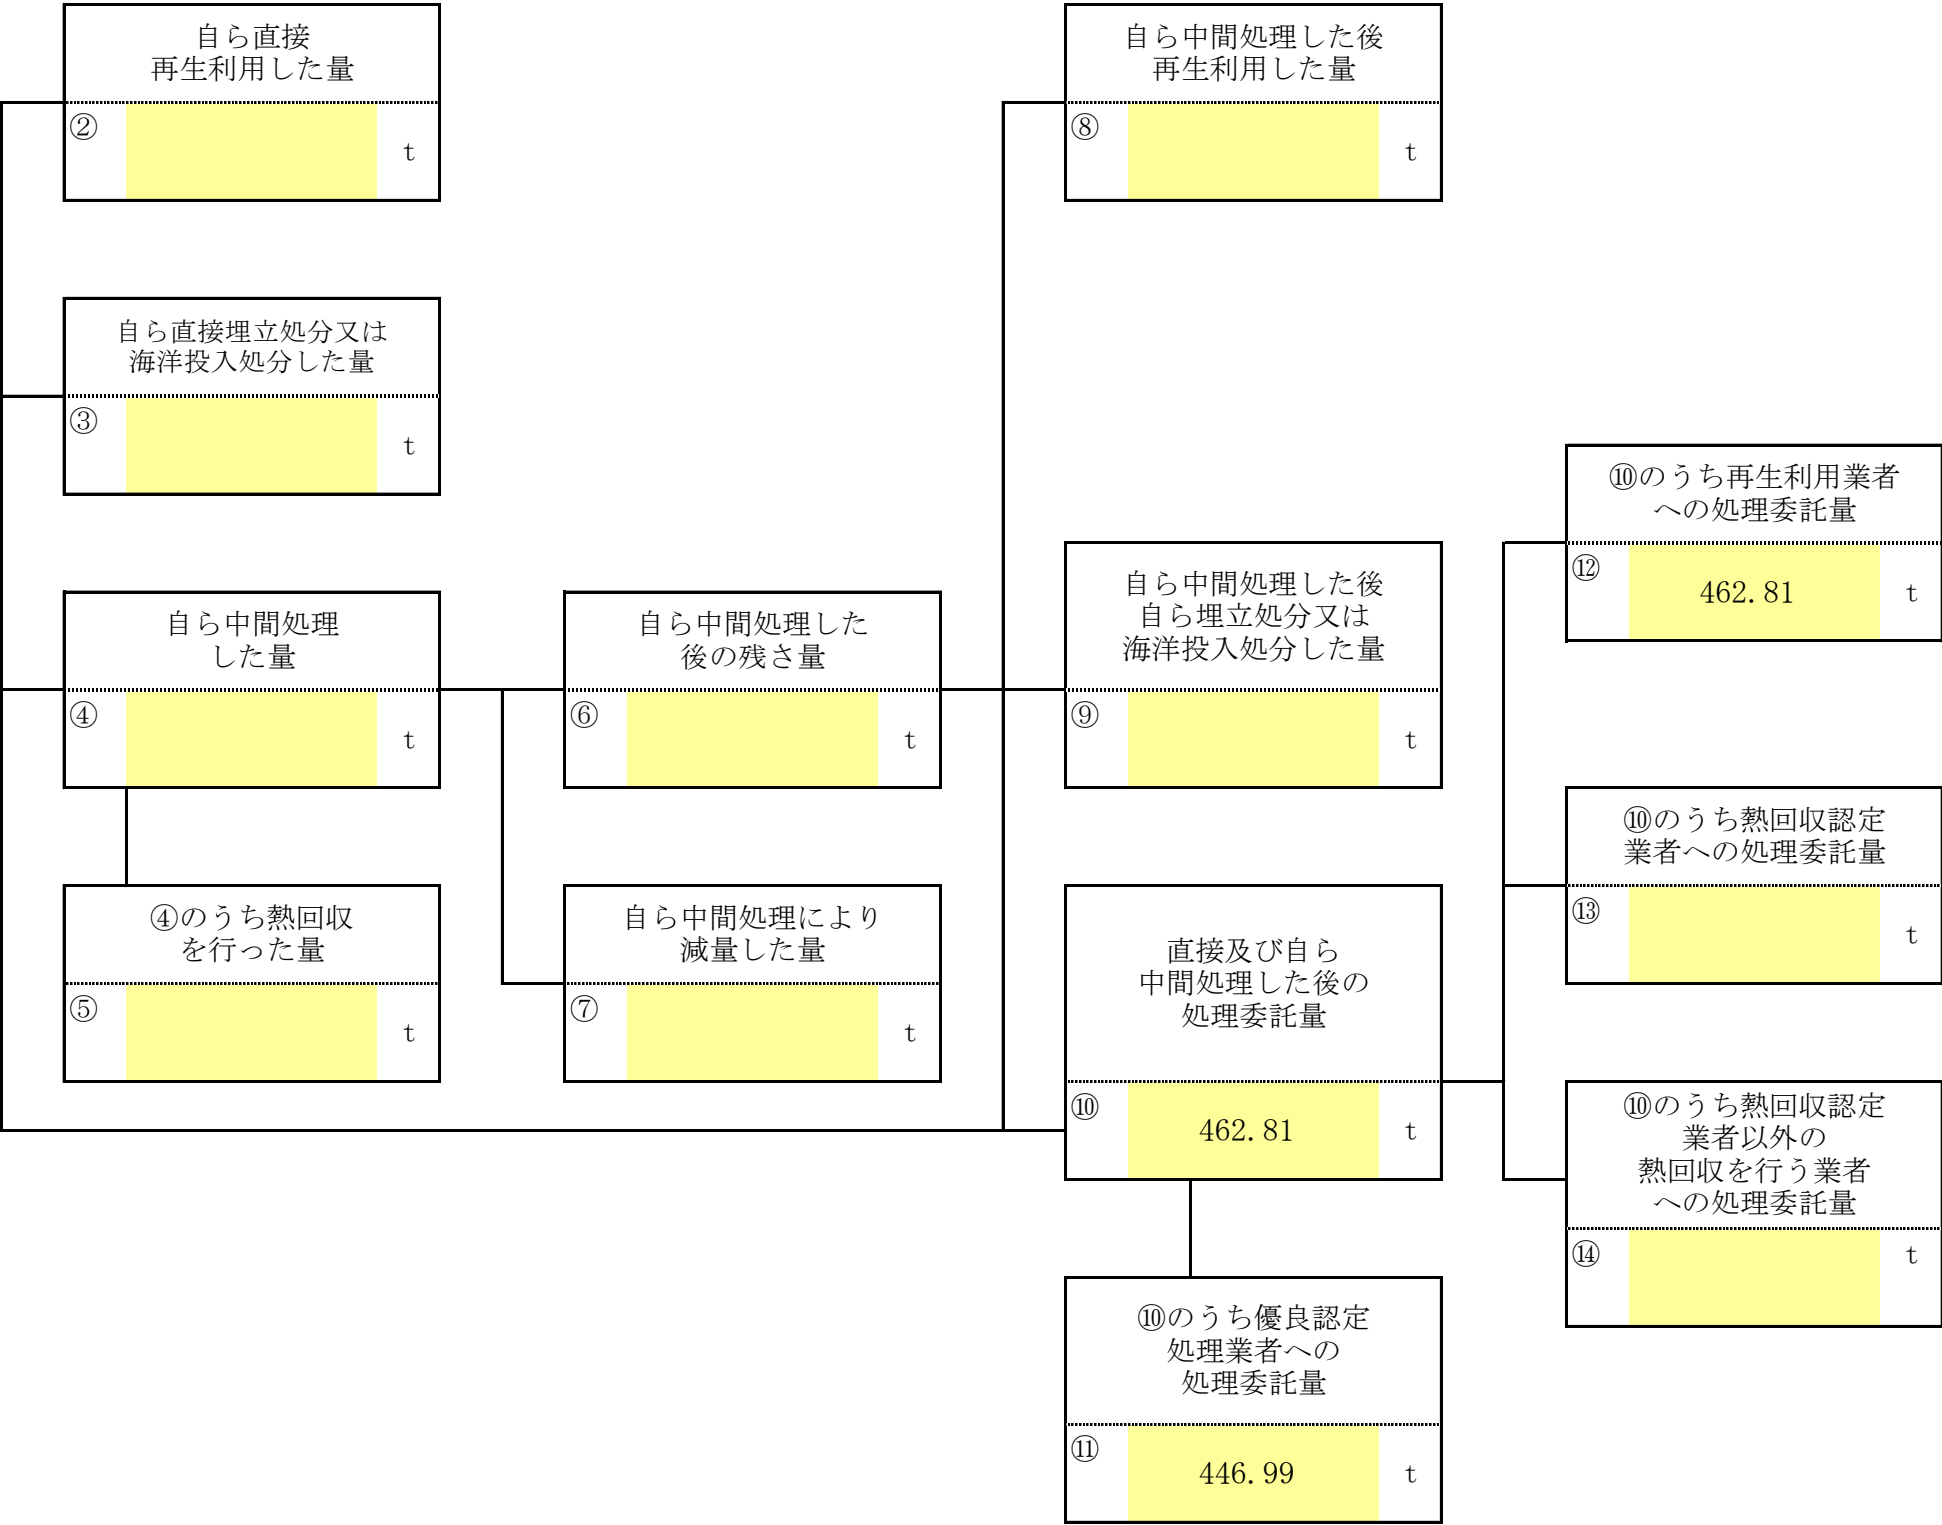 自ら直接
再生利用した量
②
t
自ら直接埋立処分又は
海洋投入処分した量
③
t
自ら中間処理
した量
④
t
④のうち熱回収
を行った量
⑤
t
自ら中間処理した
後の残さ量
⑥
t
自ら中間処理により
減量した量
⑦
t
自ら中間処理した後
再生利用した量
⑧
t
自ら中間処理した後
自ら埋立処分又は
海洋投入処分した量
⑨
t
直接及び自ら
中間処理した後の
処理委託量
⑩ 462.81 t
⑩のうち優良認定
処理業者への
処理委託量
⑪ 446.99 t
⑩のうち再生利用業者
への処理委託量
⑫ 462.81 t
⑩のうち熱回収認定
業者への処理委託量
⑬
t
⑩のうち熱回収認定
業者以外の
熱回収を行う業者
への処理委託量
⑭
t